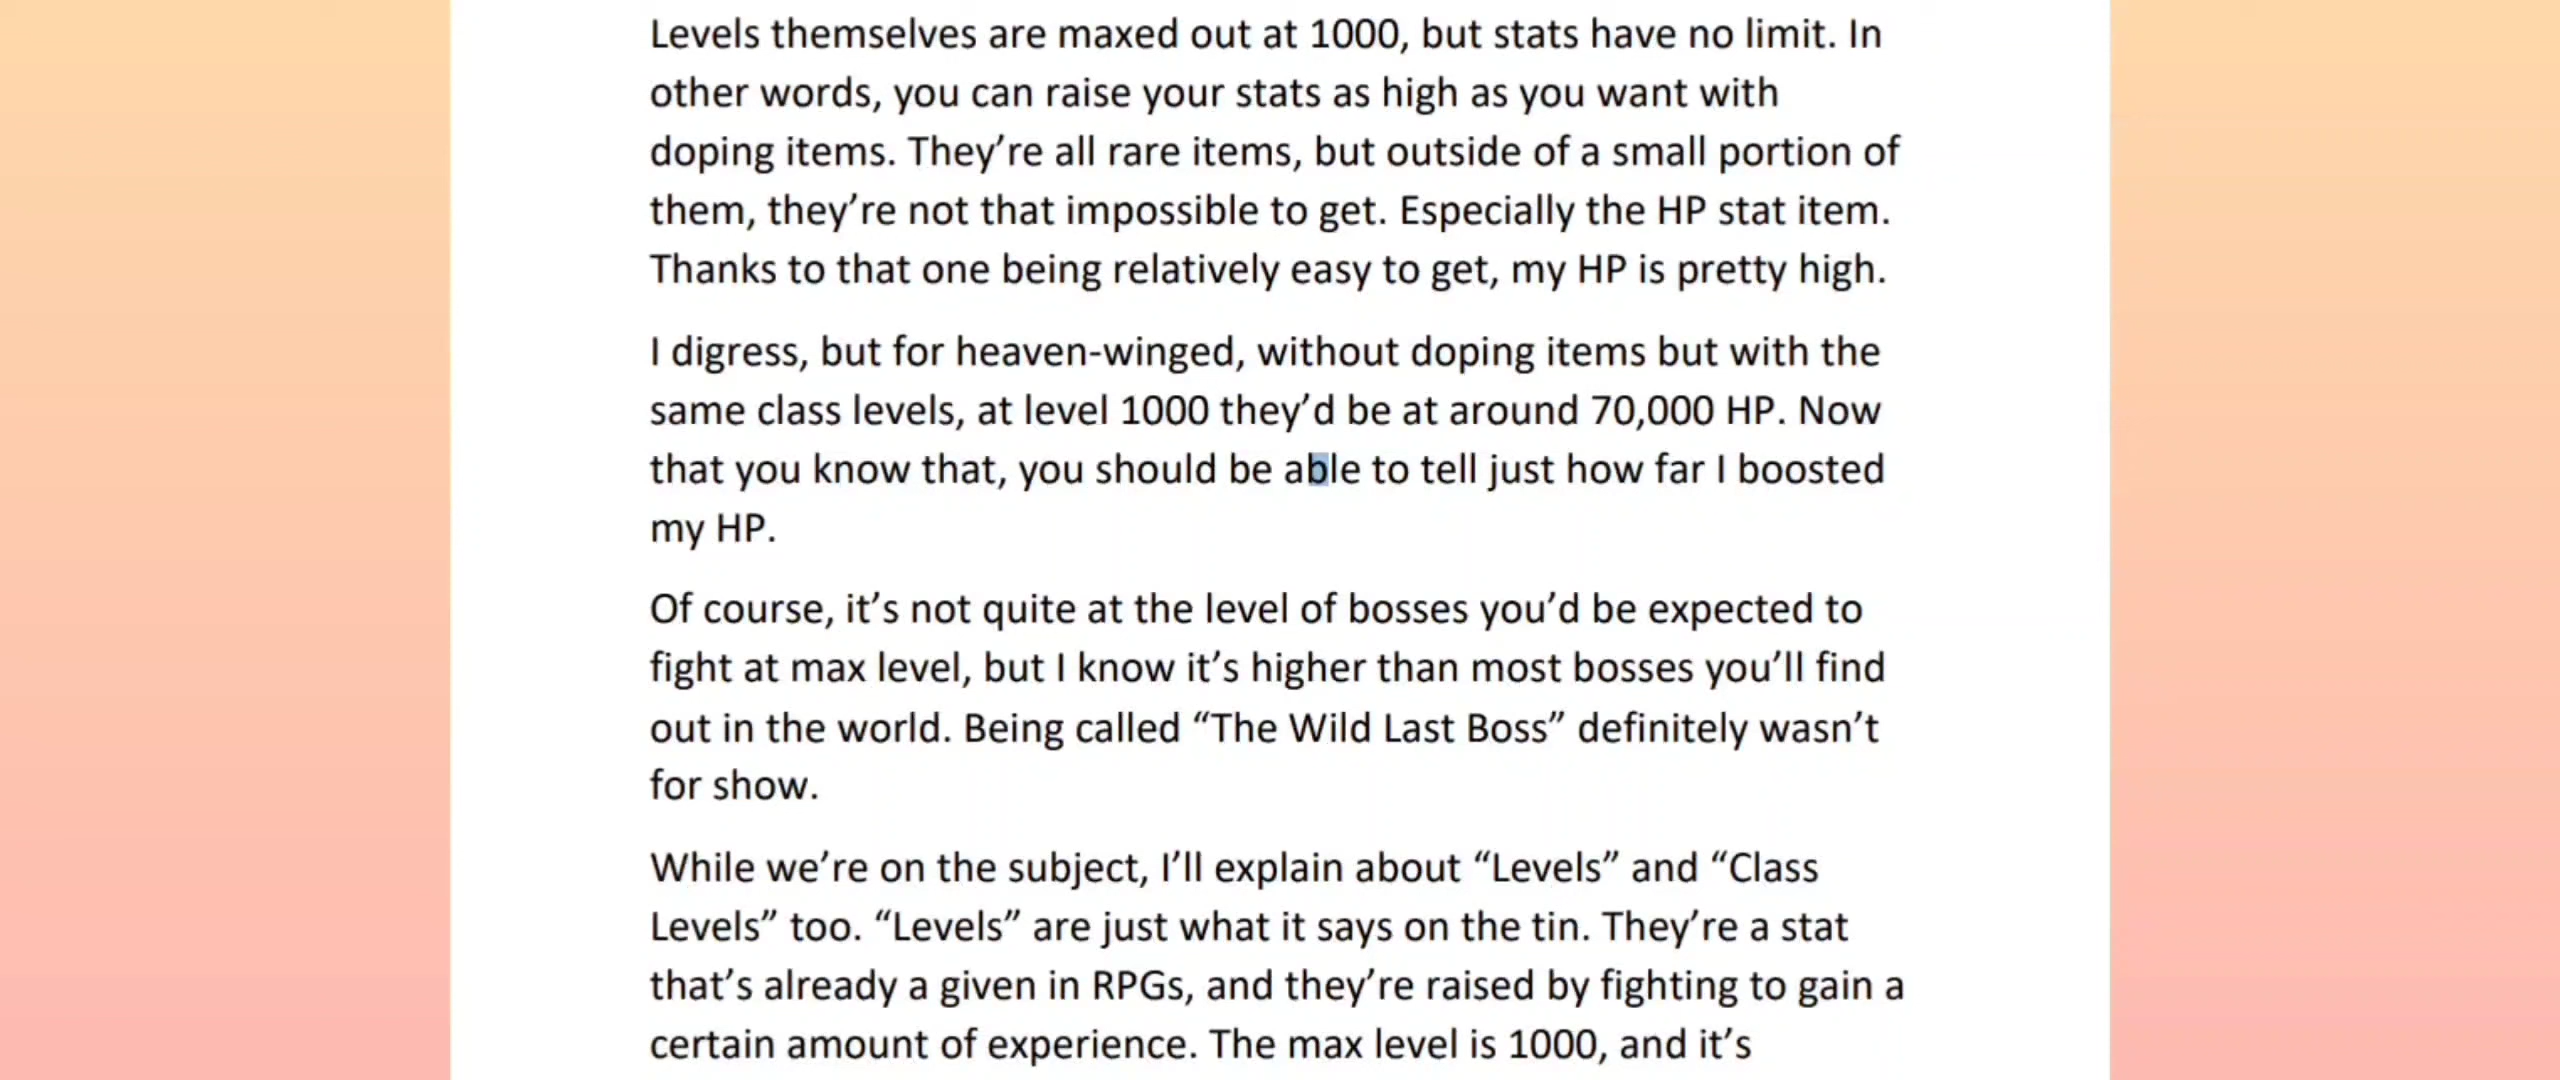 Levels themselves are maxed out at 1000, but stats have no limit. In
other words, you can raise your stats as high as you want with
doping items. They’re all rare items, but outside of a small portion of
them, they’re not that impossible to get. Especially the HP stat item.
Thanks to that one being relatively easy to get, my HP is pretty high.
I digress, but for heaven-winged, without doping items but with the
same class levels, at level 1000 they’d be at around 70,000 HP. Now
that you know that, you should be able to tell just how far I boosted
my HP.
Of course, it’s not quite at the level of bosses you’d be expected to
fight at max level, but I know it’s higher than most bosses you’ll find
out in the world. Being called “The Wild Last Boss” definitely wasn’t
for show.
While we’re on the subject, I’ll explain about “Levels” and “Class
Levels” too. “Levels” are just what it says on the tin. They’re a stat
that’s already a given in RPGs, and they’re raised by fighting to gain a
certain amount of experience. The max level is 1000, and it’s